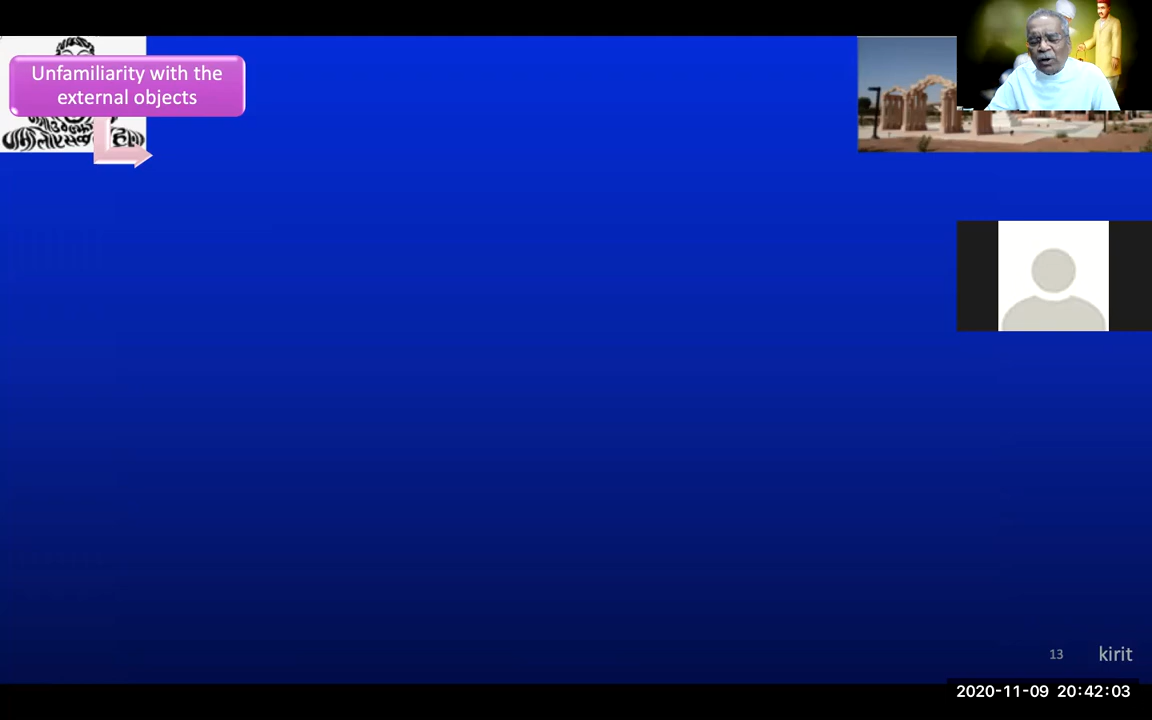 Unfamiliarity with the
external objects
13 kirit
2020-11-09 20:42:03